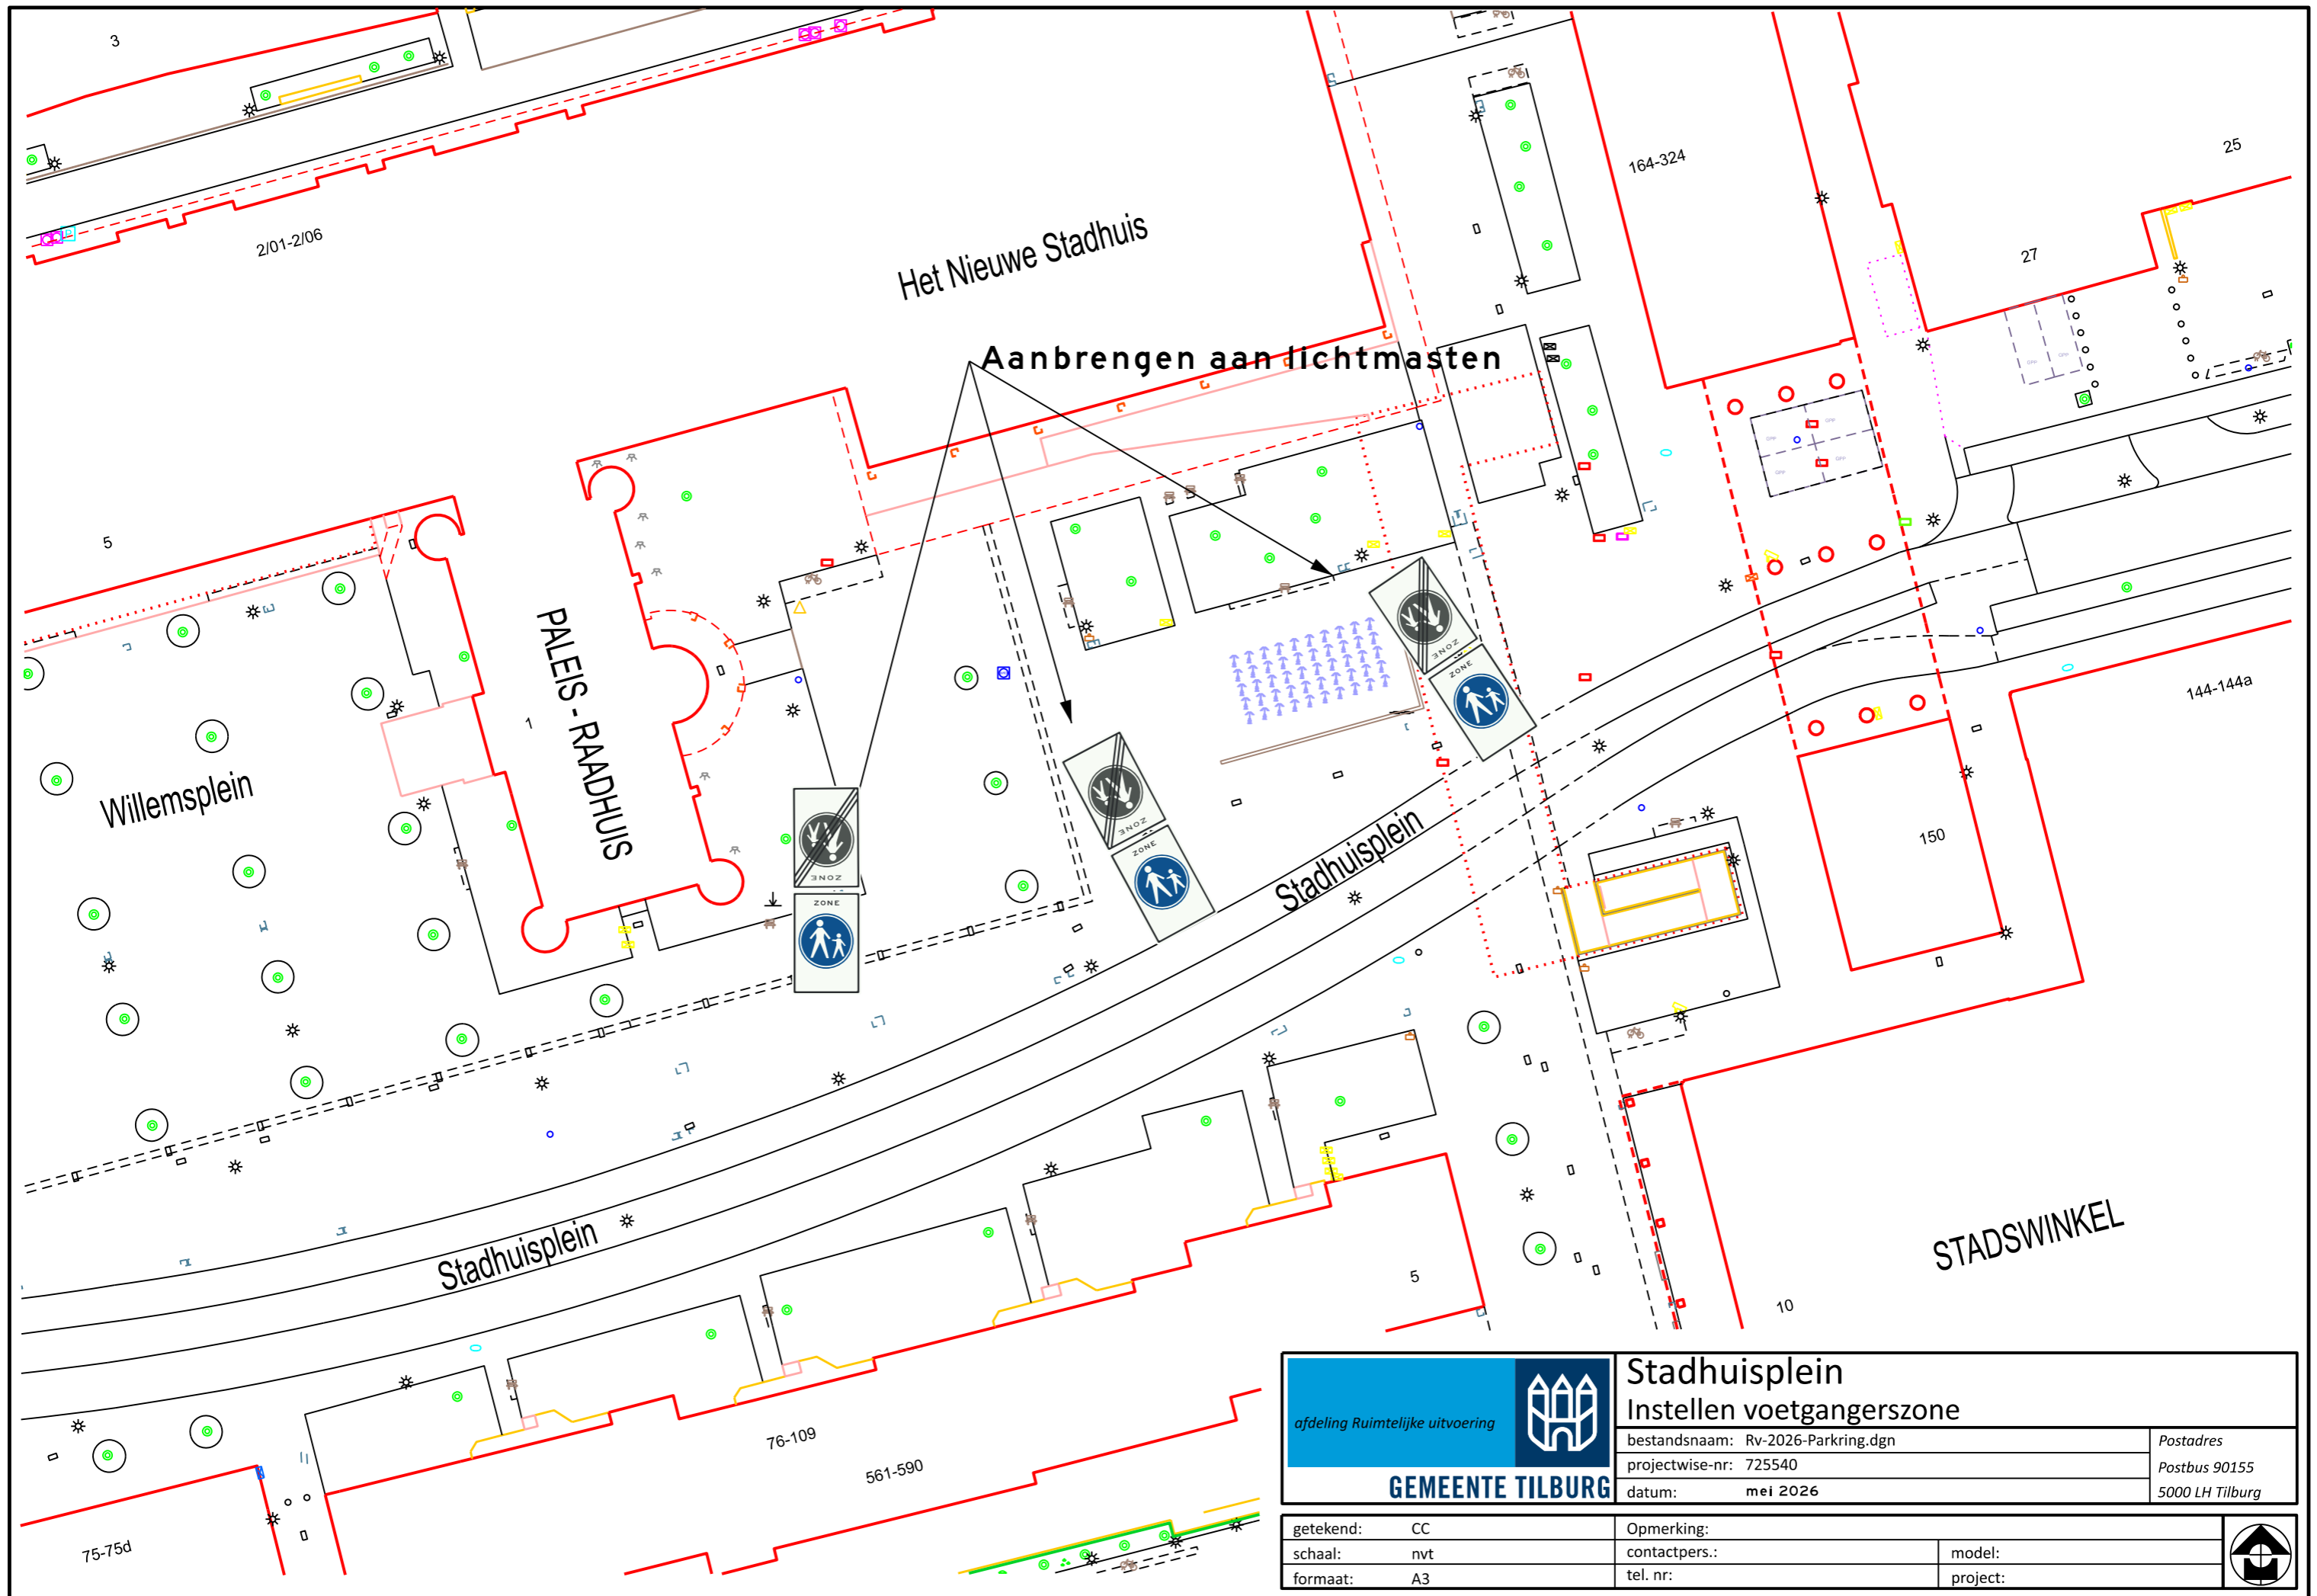 3
2/01-2/06
Het Nieuwe Stadhuis
164-324
25
27
Aanbrengen aan lichtmasten
5
PALEIS - RAADHUIS
1
Willemsplein
ZONE
ZONE
ZONE
ZONE
ZONE
ZONE
144-144a
150
Stadhuisplein
Stadhuisplein
STADSWINKEL
5
10
76-109
561-590
75-75d
afdeling Ruimtelijke uitvoering
GEMEENTE TILBURG
Stadhuisplein
Instellen voetgangerszone
bestandsnaam: Rv-2026-Parkring.dgn
projectwise-nr: 725540
datum: mei 2026
Postadres
Postbus 90155
5000 LH Tilburg
getekend: CC
schaal: nvt
formaat: A3
Opmerking:
contactpers.:
tel. nr:
model:
project: